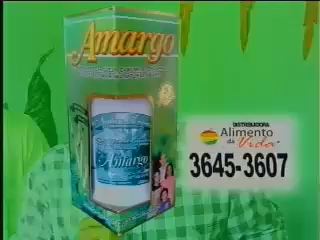 Amargo
Amargo
DISTRIBUIDORA
Alimento
da Vida
3645-3607